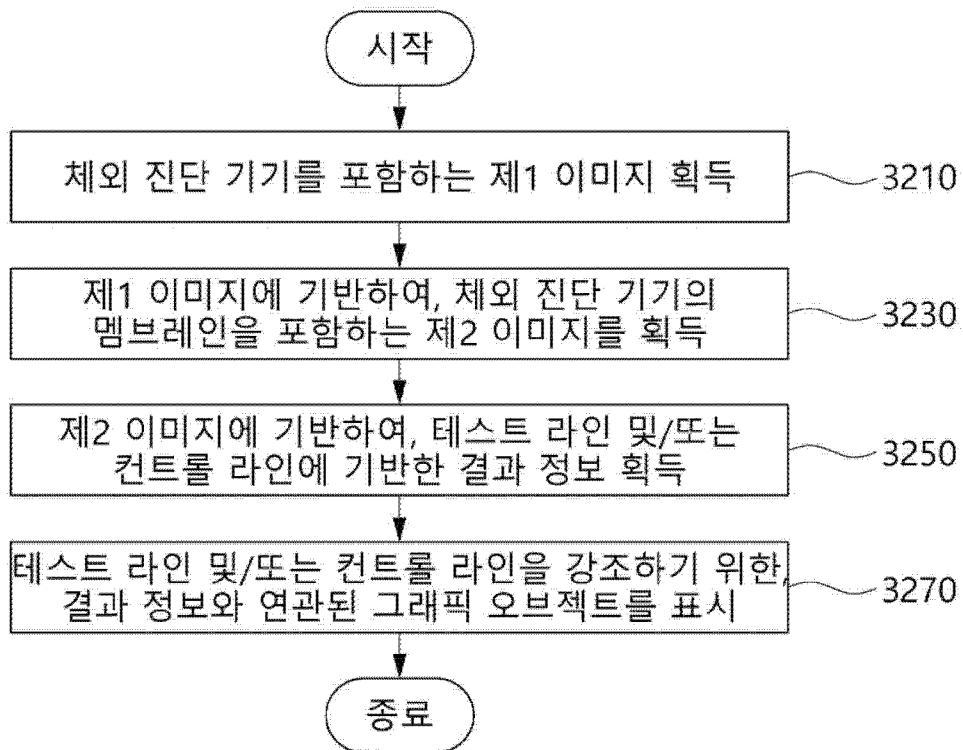 시작
체외 진단 기기를 포함하는 제1 이미지 획득
3210
제1 이미지에 기반하여, 체외 진단 기기의
멤브레인을 포함하는 제2 이미지를 획득
3230
제2 이미지에 기반하여, 테스트 라인 및/또는
컨트롤 라인에 기반한 결과 정보 획득
3250
테스트 라인 및/또는 컨트롤 라인을 강조하기 위한,
결과 정보와 연관된 그래픽 오브젝트를 표시
3270
종료